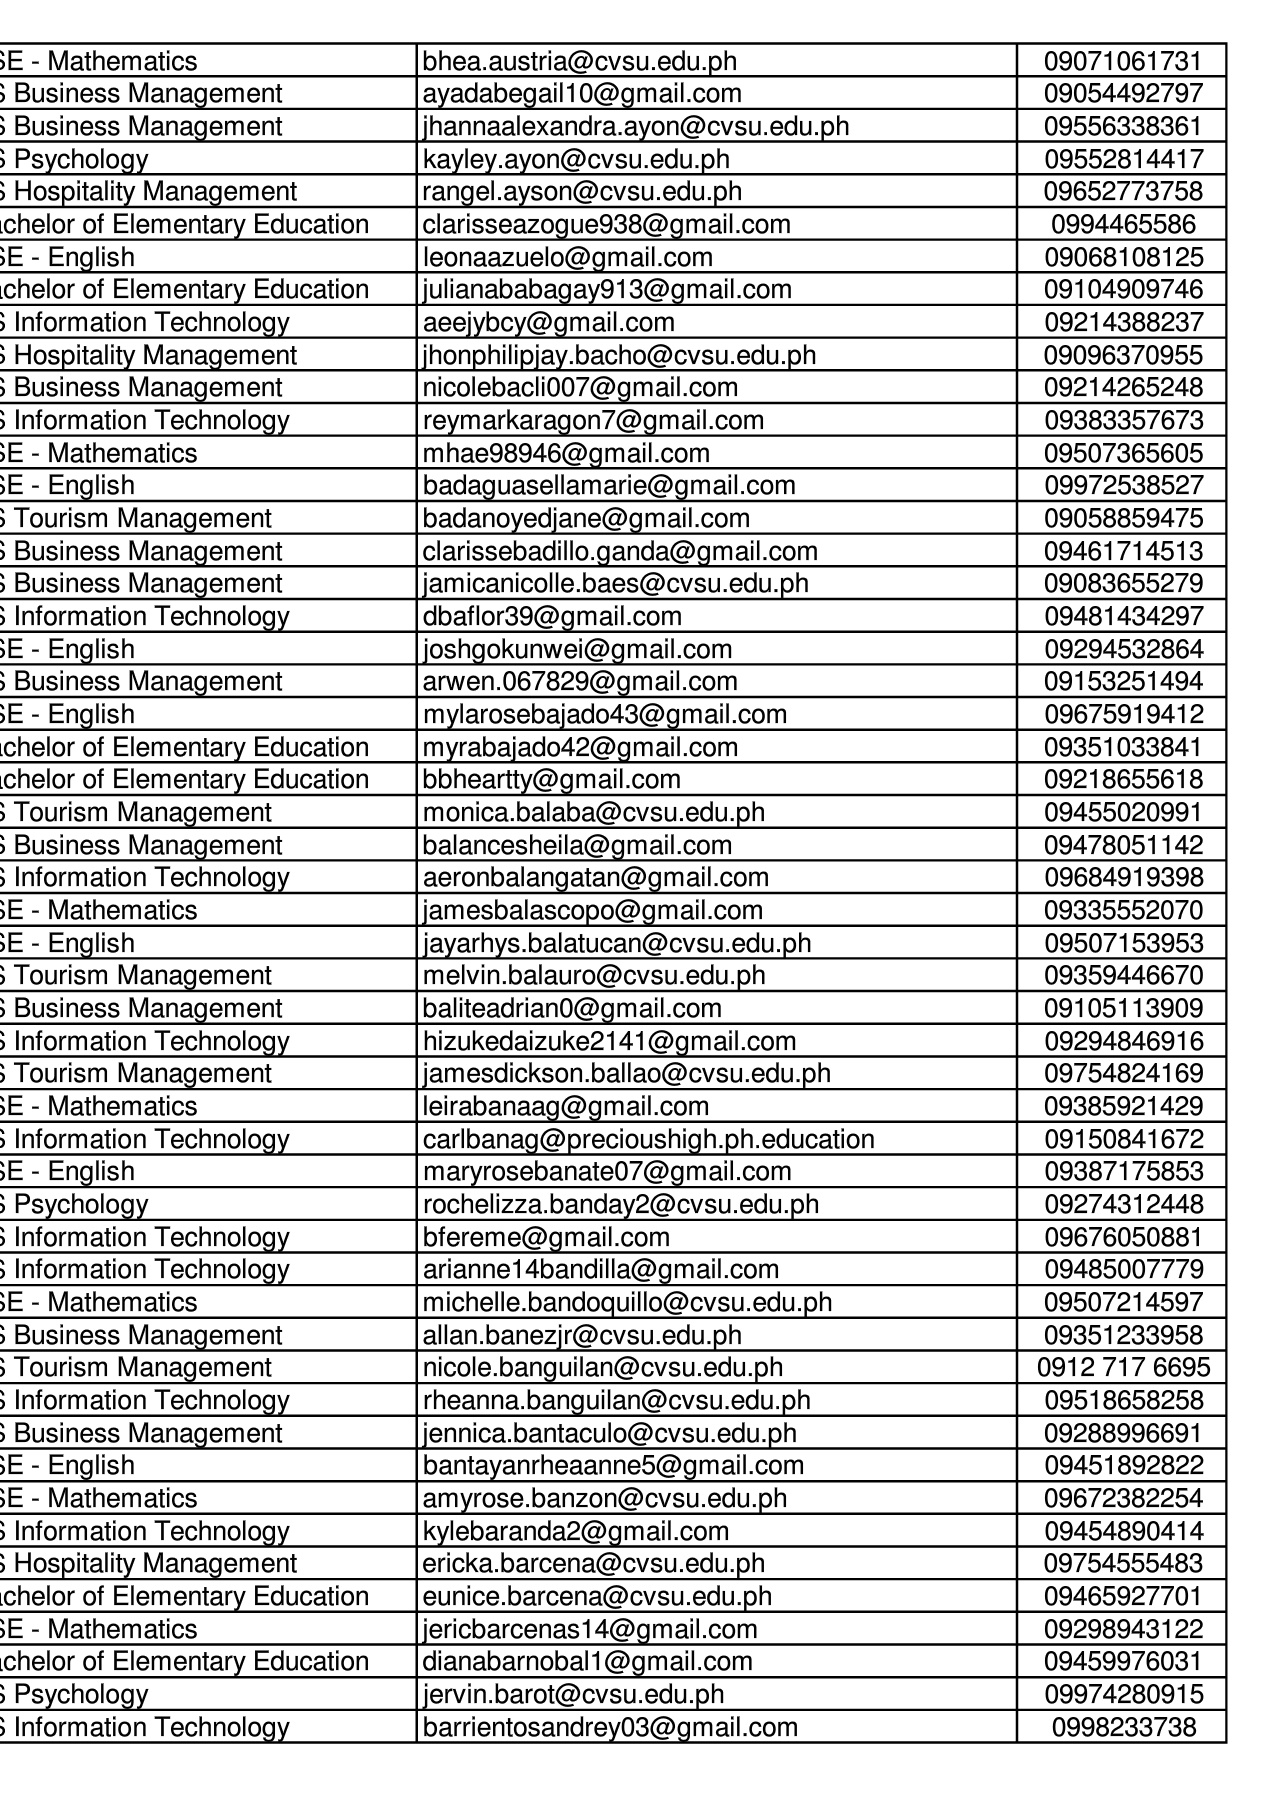 SE - Mathematics bhea.austria@cvsu.edu.ph 09071061731
S Business Management ayadabegail10@gmail.com 09054492797
S Business Management jhannaalexandra.ayon@cvsu.edu.ph 09556338361
S Psychology kayley.ayon@cvsu.edu.ph 09552814417
S Hospitality Management rangel.ayson@cvsu.edu.ph 09652773758
achelor of Elementary Education clarisseazogue938@gmail.com 0994465586
SE - English leonaazuelo@gmail.com 09068108125
achelor of Elementary Education julianababagay913@gmail.com 09104909746
S Information Technology aeejybcy@gmail.com 09214388237
S Hospitality Management jhonphilipjay.bacho@cvsu.edu.ph 09096370955
S Business Management nicolebacli007@gmail.com 09214265248
S Information Technology reymarkaragon7@gmail.com 09383357673
SE - Mathematics mhae98946@gmail.com 09507365605
SE - English badaguasellamarie@gmail.com 09972538527
S Tourism Management badanoyedjane@gmail.com 09058859475
S Business Management clarissebadillo.ganda@gmail.com 09461714513
S Business Management jamicanicolle.baes@cvsu.edu.ph 09083655279
S Information Technology dbaflor39@gmail.com 09481434297
SE - English joshgokunwei@gmail.com 09294532864
S Business Management arwen.067829@gmail.com 09153251494
SE - English mylarosebajado43@gmail.com 09675919412
achelor of Elementary Education myrabajado42@gmail.com 09351033841
achelor of Elementary Education bbheartty@gmail.com 09218655618
S Tourism Management monica.balaba@cvsu.edu.ph 09455020991
S Business Management balancesheila@gmail.com 09478051142
S Information Technology aeronbalangatan@gmail.com 09684919398
SE - Mathematics jamesbalascopo@gmail.com 09335552070
SE - English jayarhys.balatucan@cvsu.edu.ph 09507153953
S Tourism Management melvin.balauro@cvsu.edu.ph 09359446670
S Business Management baliteadrian0@gmail.com 09105113909
S Information Technology hizukedaizuke2141@gmail.com 09294846916
S Tourism Management jamesdickson.ballao@cvsu.edu.ph 09754824169
SE - Mathematics leirabanaag@gmail.com 09385921429
S Information Technology carlbanag@precioushigh.ph.education 09150841672
SE - English maryrosebanate07@gmail.com 09387175853
S Psychology rochelizza.banday2@cvsu.edu.ph 09274312448
S Information Technology bfereme@gmail.com 09676050881
S Information Technology arianne14bandilla@gmail.com 09485007779
SE - Mathematics michelle.bandoquillo@cvsu.edu.ph 09507214597
S Business Management allan.banezjr@cvsu.edu.ph 09351233958
S Tourism Management nicole.banguilan@cvsu.edu.ph 0912 717 6695
S Information Technology rheanna.banguilan@cvsu.edu.ph 09518658258
S Business Management jennica.bantaculo@cvsu.edu.ph 09288996691
SE - English bantayanrheaanne5@gmail.com 09451892822
SE - Mathematics amyrose.banzon@cvsu.edu.ph 09672382254
S Information Technology kylebaranda2@gmail.com 09454890414
S Hospitality Management ericka.barcena@cvsu.edu.ph 09754555483
achelor of Elementary Education eunice.barcena@cvsu.edu.ph 09465927701
SE - Mathematics jericbarcenas14@gmail.com 09298943122
achelor of Elementary Education dianabarnobal1@gmail.com 09459976031
S Psychology jervin.barot@cvsu.edu.ph 09974280915
S Information Technology barrientosandrey03@gmail.com 0998233738